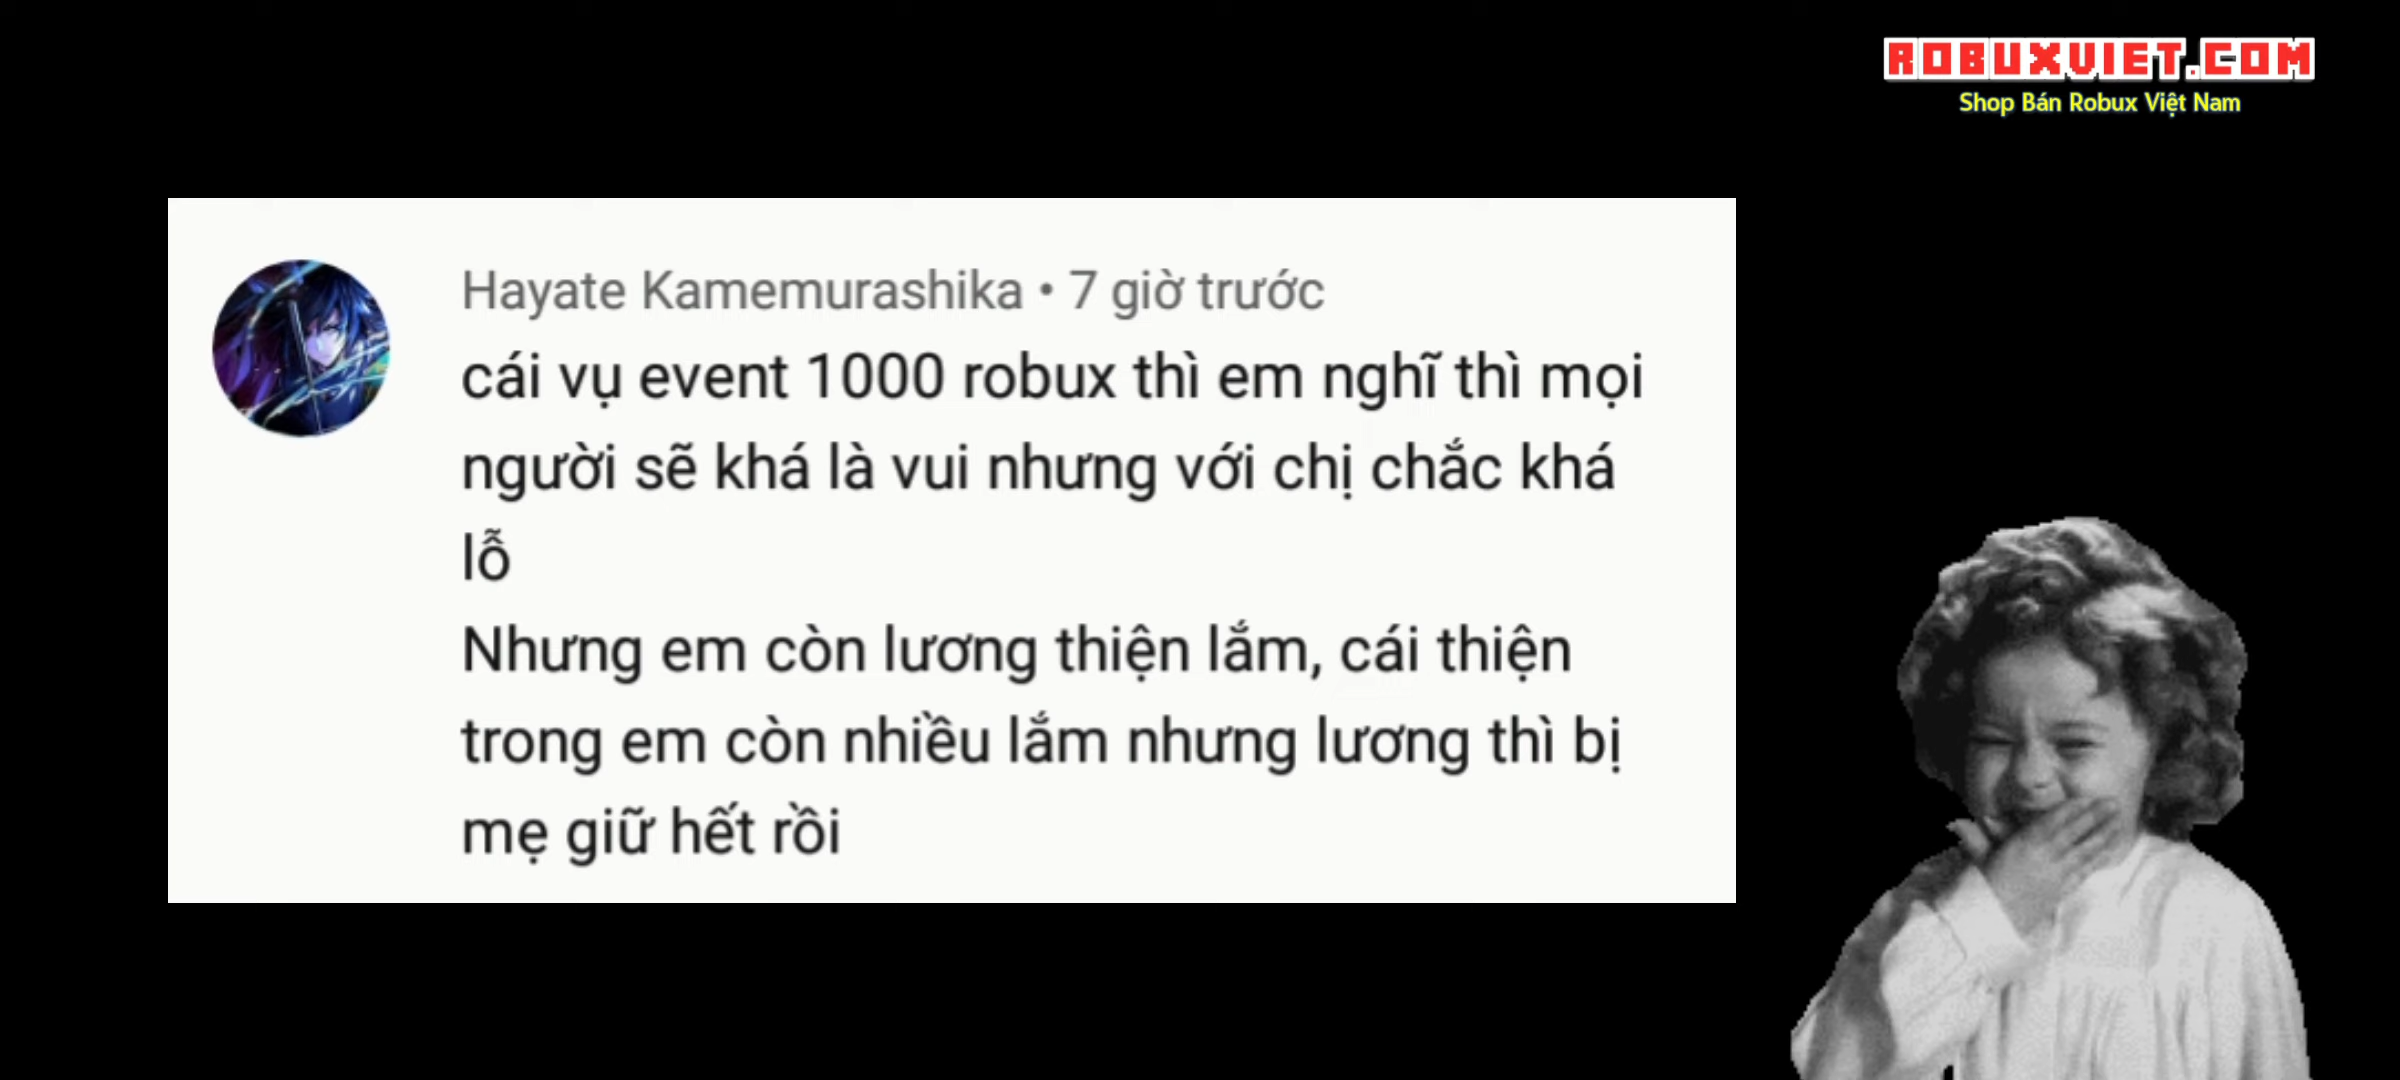 ROBUXVIET.COM
Shop Bán Robux Việt Nam
Hayate Kamemurashika • 7 giờ trước
cái vụ event 1000 robux thì em nghĩ thì mọi
người sẽ khá là vui nhưng với chị chắc khá
lỗ
Nhưng em còn lương thiện lắm, cái thiện
trong em còn nhiều lắm nhưng lương thì bị
mẹ giữ hết rồi